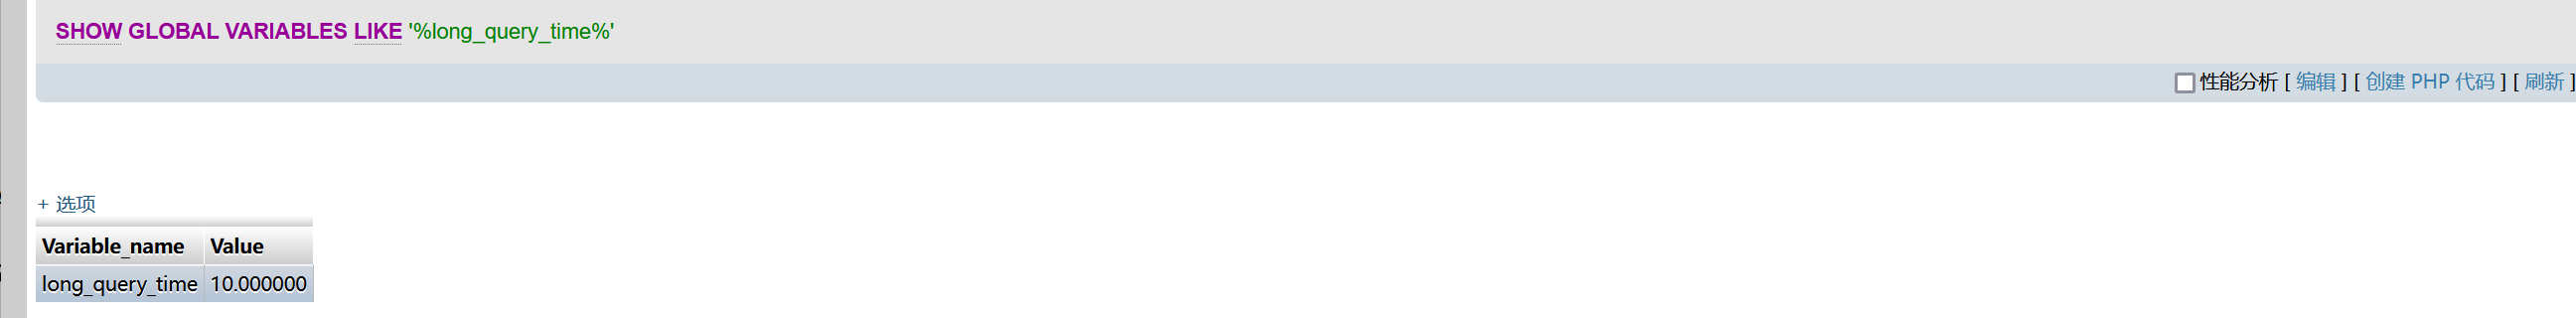 SHOW GLOBAL VARIABLES LIKE '%long_query_time%'
性能分析 [ 编辑 ] [ 创建 PHP 代码 ] [ 刷新 ]
+ 选项
Variable_name Value
long_query_time 10.000000